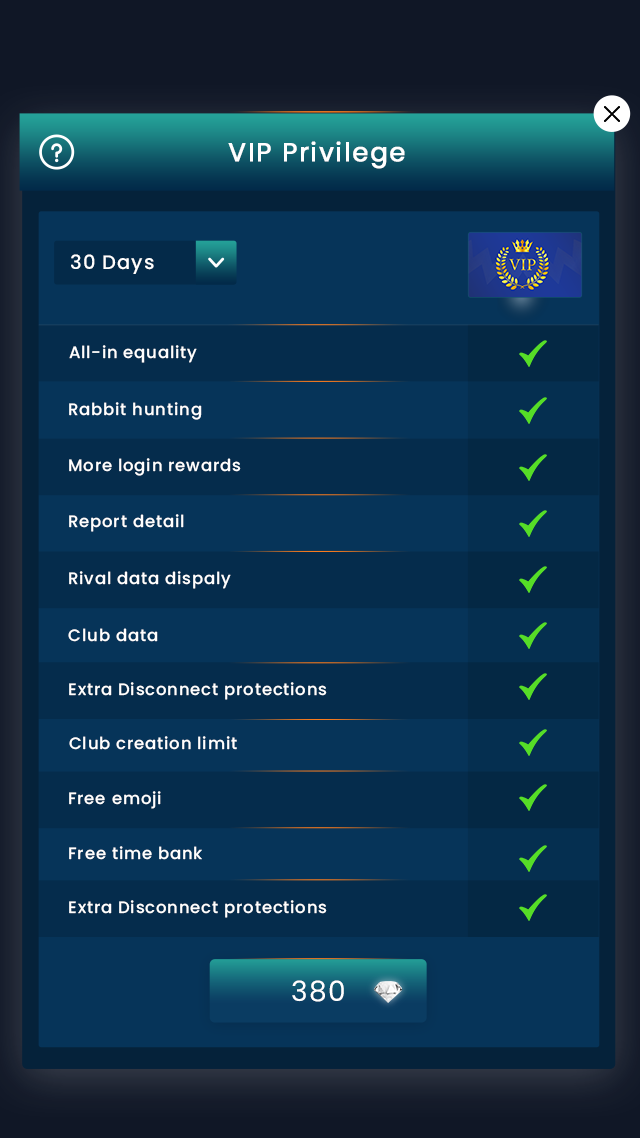 ?
VIP Privilege
30 Days
VIP
All-in equality
Rabbit hunting
More login rewards
Report detail
Rival data dispaly
Club data
Extra Disconnect protections
Club creation limit
Free emoji
Free time bank
Extra Disconnect protections
380